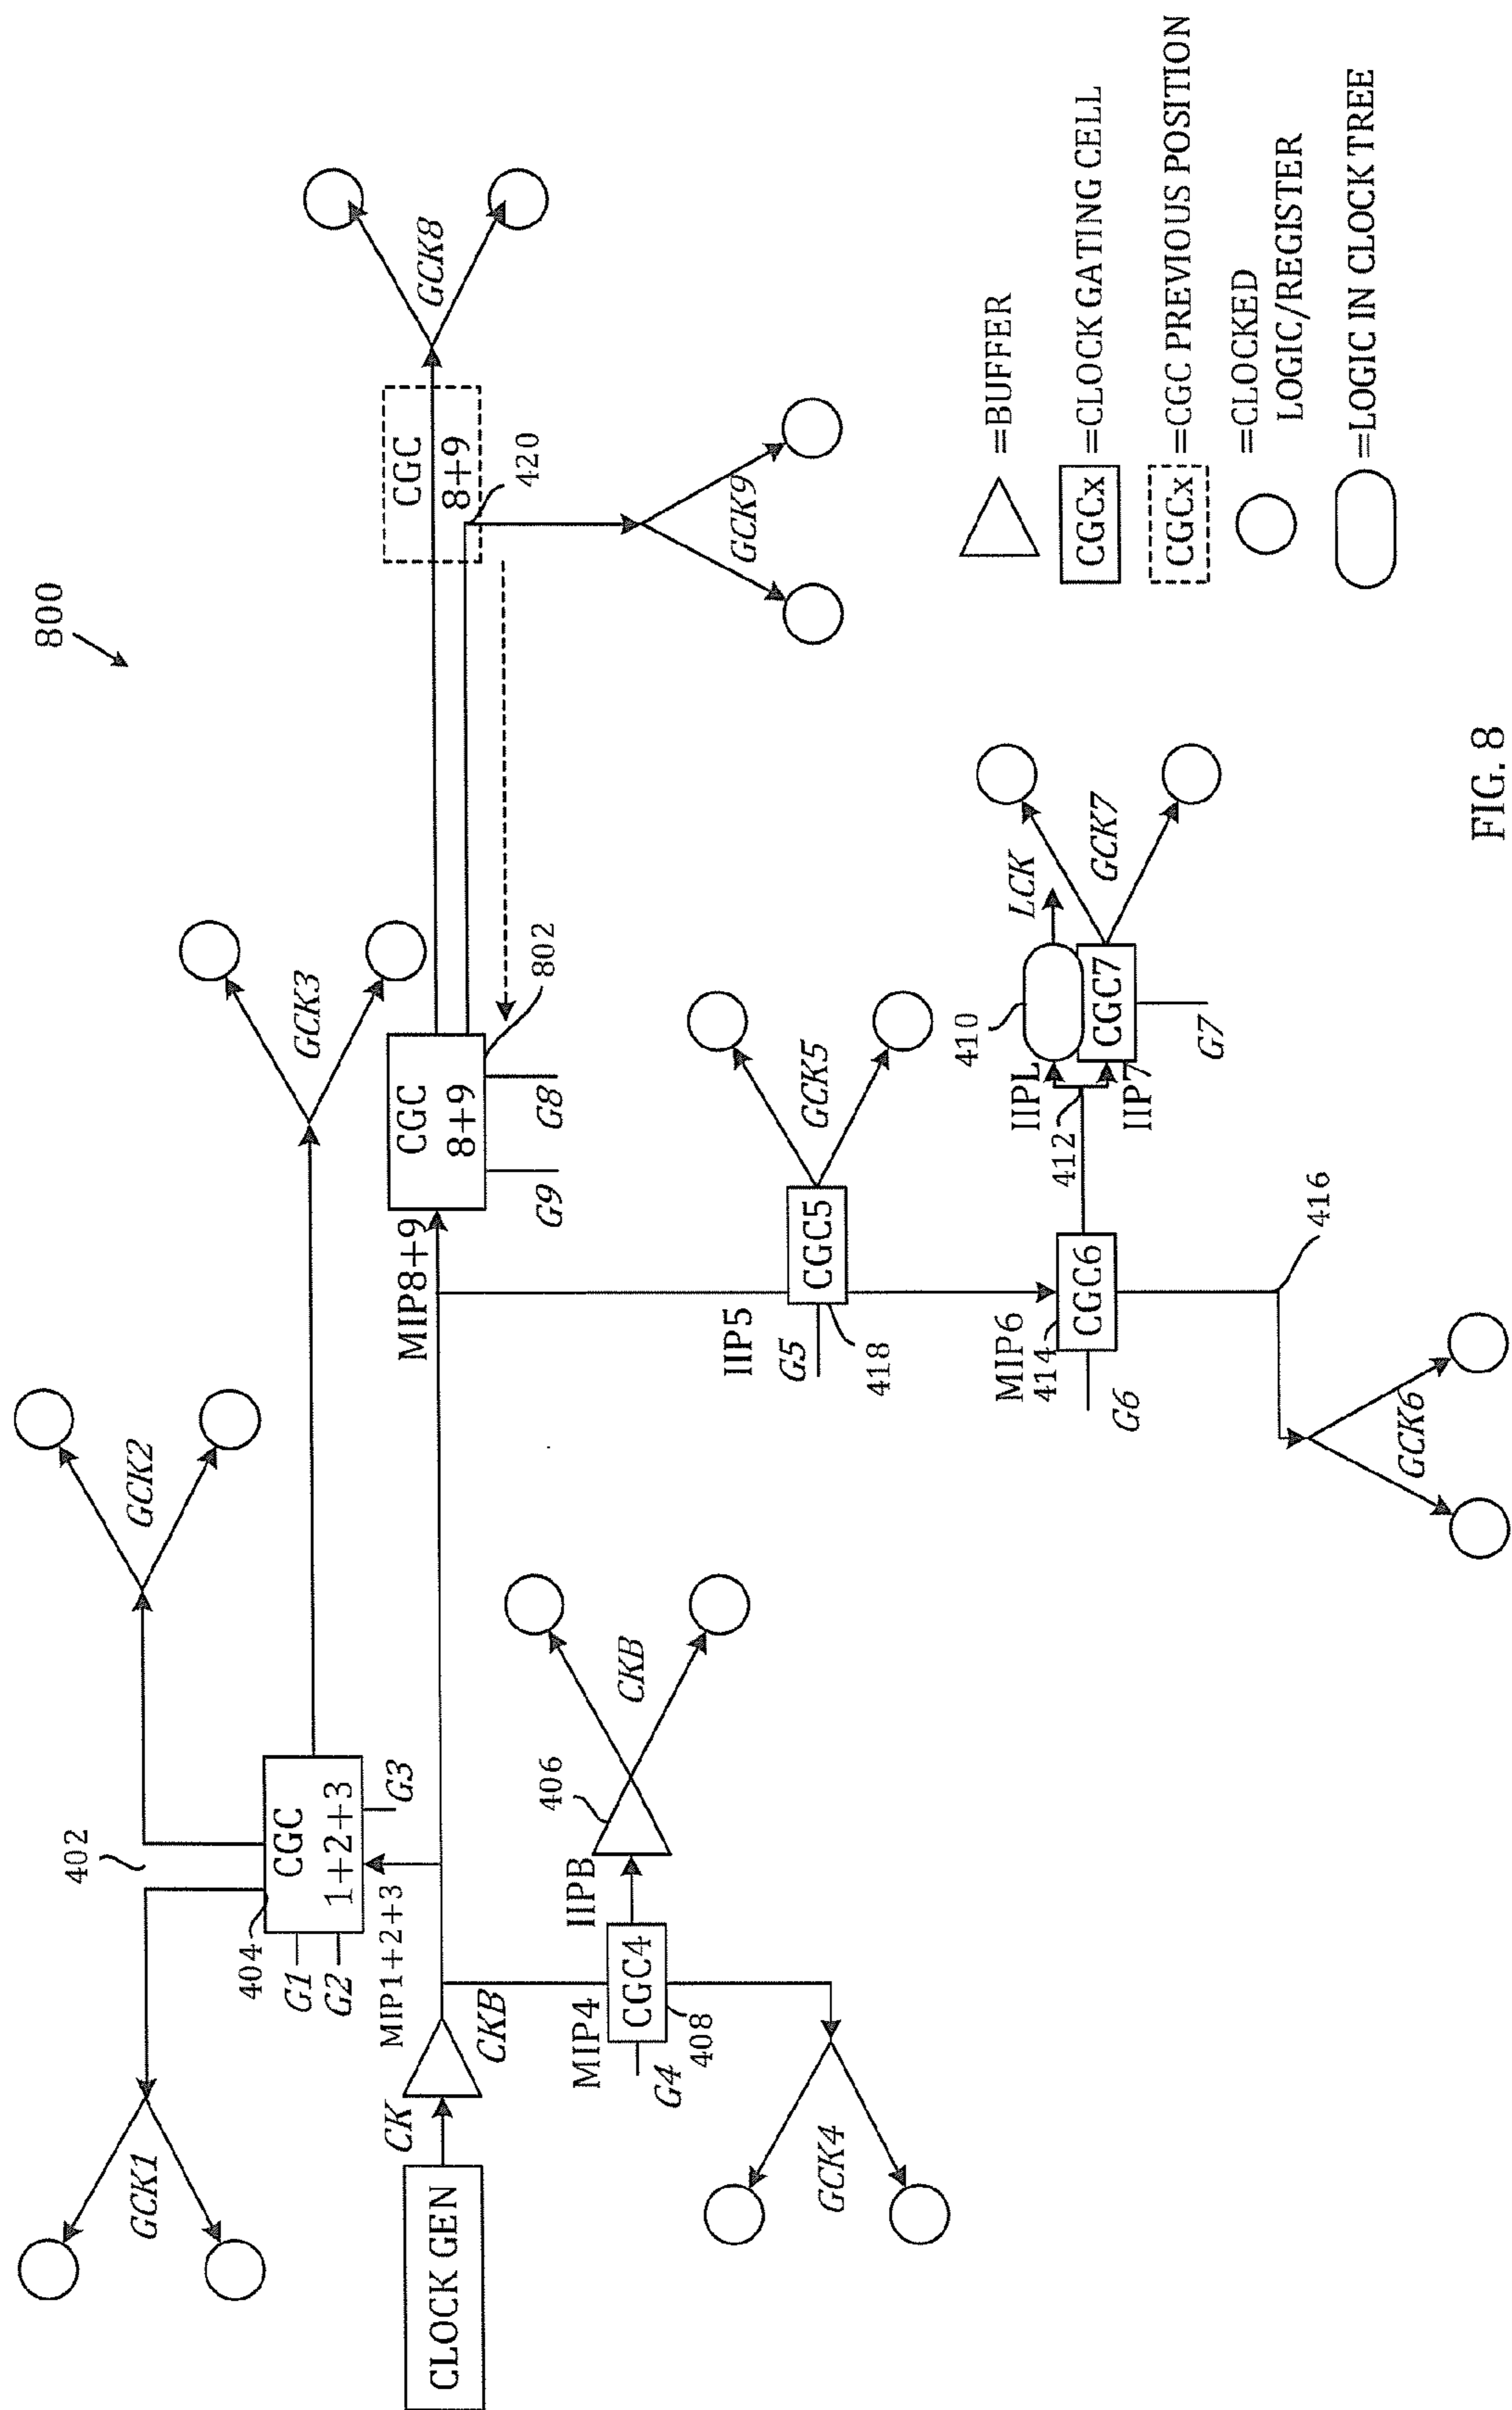 800
402
GCK1
GCK2
GCK3
GCK8
404
CGC
1+2+3
G1
G2
G3
MIP1+2+3
CLOCK GEN
CK
CKB
MIP8+9
CGC
8+9
G9
G8
802
CGC
8+9
420
GCK9
MIP4
CGC4
G4
408
IIPB
406
CKB
GCK4
IIP5
G5
CGC5
418
GCK5
MIP6
414
CGC6
G6
416
GCK6
410
IIPL
412
IIP7
CGC7
G7
LCK
GCK7
=BUFFER
CGCx =CLOCK GATING CELL
CGCx =CGC PREVIOUS POSITION
=CLOCKED
LOGIC/REGISTER
=LOGIC IN CLOCK TREE
FIG. 8